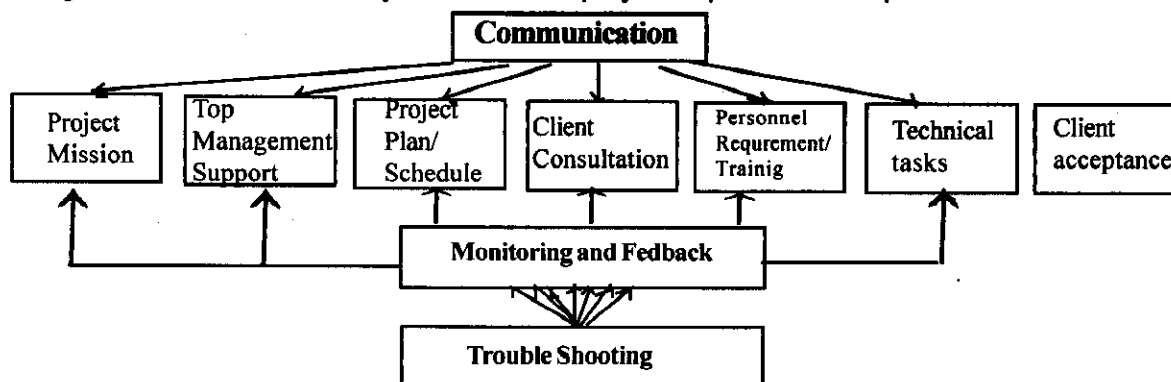 Communication
Project
Mission
Top
Management
Support
Project
Plan/
Schedule
Client
Consultation
Personnel
Requrement/
Trainig
Technical
tasks
Client
acceptance
Monitoring and Fedback
Trouble Shooting